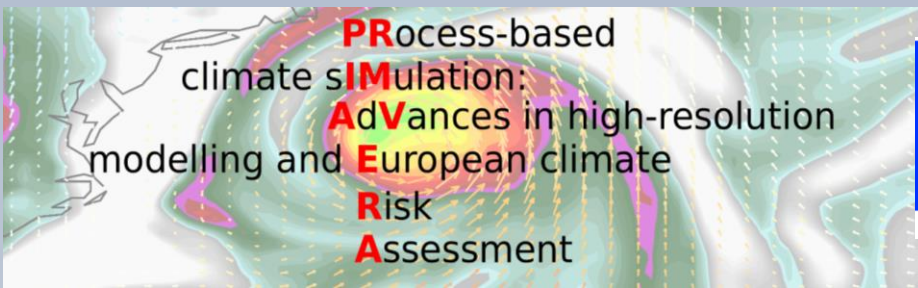 PRocess-based
climate sIMulation:
AdVances in high-resolution
modelling and European climate
Risk
Assessment